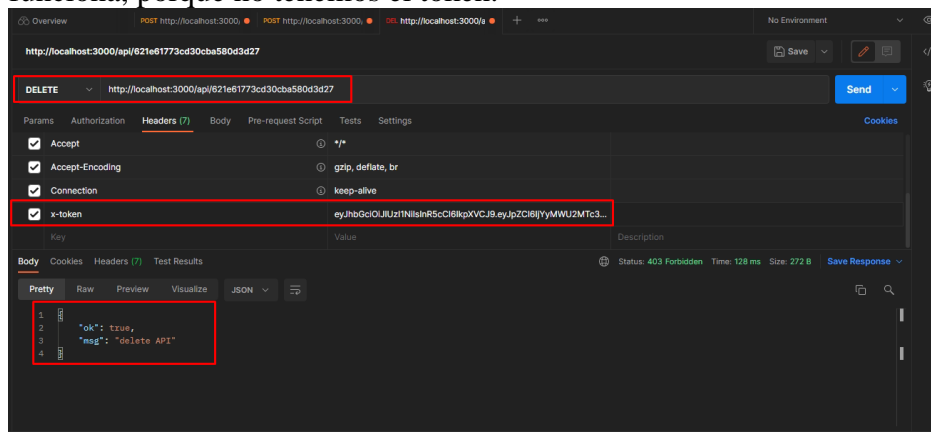 funciona, porque no tenemos el token.
Overview POST http://localhost:3000, POST http://localhost:3000, DEL http://localhost:3000/a + ooo No Environment
http://localhost:3000/api/621e61773cd30cba580d3d27 Save
DELETE http://localhost:3000/api/621e61773cd30cba580d3d27 Send
Params Authorization Headers (7) Body Pre-request Script Tests Settings Cookies
Accept */*
Accept-Encoding gzip, deflate, br
Connection keep-alive
x-token eyJhbGciOiJIUzI1NiIsInR5cCI6IkpXVCJ9.eyJpZCI6IjYyMWU2MTc3...
Key Value Description
Body Cookies Headers (7) Test Results Status: 403 Forbidden Time: 128 ms Size: 272 B Save Response
Pretty Raw Preview Visualize JSON
1 {
2 "ok": true,
3 "msg": "delete API"
4 }